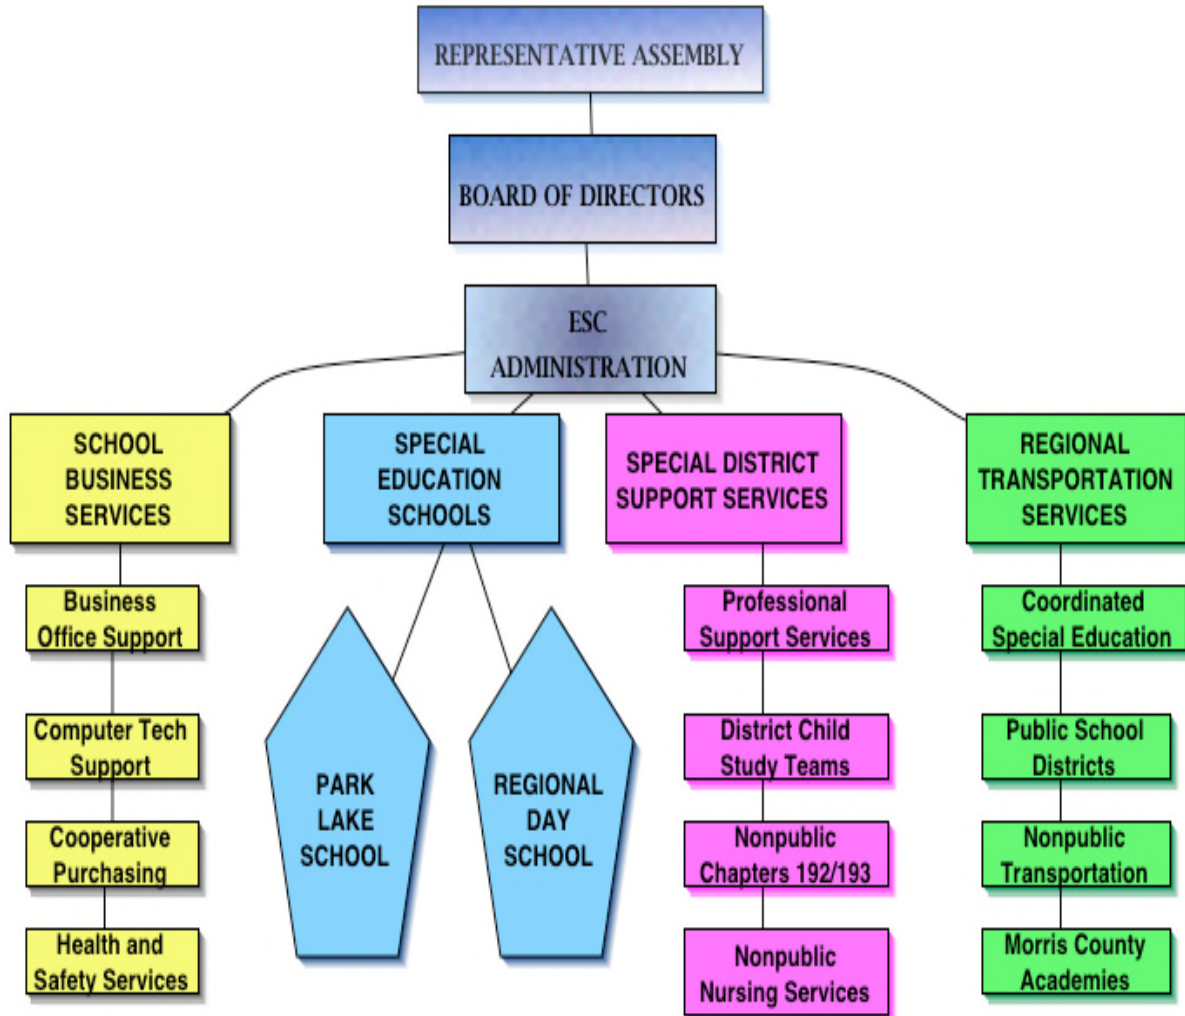 REPRESENTATIVE ASSEMBLY
BOARD OF DIRECTORS
ESC
ADMINISTRATION
SCHOOL
BUSINESS
SERVICES
SPECIAL
EDUCATION
SCHOOLS
SPECIAL DISTRICT
SUPPORT SERVICES
REGIONAL
TRANSPORTATION
SERVICES
Business
Office Support
Computer Tech
Support
Cooperative
Purchasing
Health and
Safety Services
PARK
LAKE
SCHOOL
REGIONAL
DAY
SCHOOL
Professional
Support Services
District Child
Study Teams
Nonpublic
Chapters 192/193
Nonpublic
Nursing Services
Coordinated
Special Education
Public School
Districts
Nonpublic
Transportation
Morris County
Academies